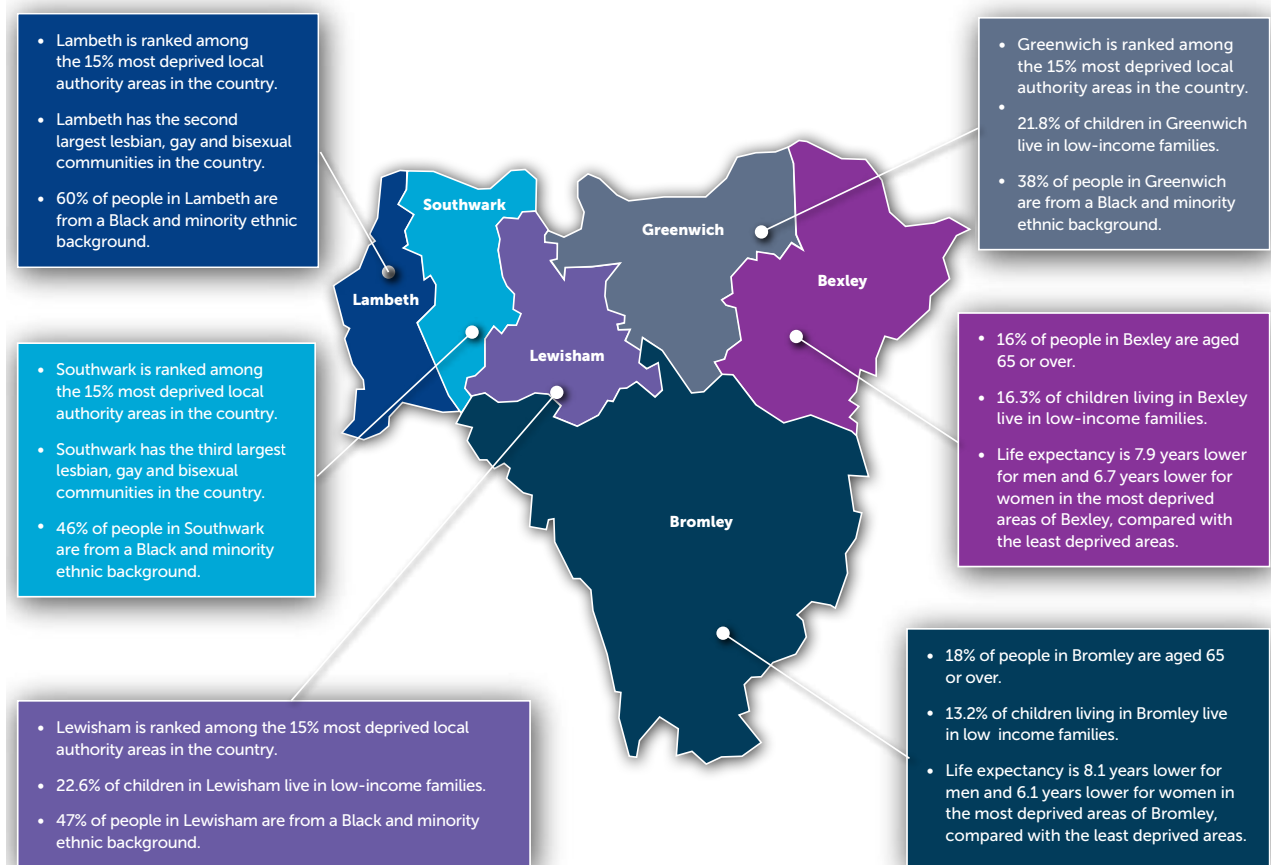 • Lambeth is ranked among
the 15% most deprived local
authority areas in the country.
• Lambeth has the second
largest lesbian, gay and bisexual
communities in the country.
• 60% of people in Lambeth are
from a Black and minority ethnic
background.
• Greenwich is ranked among
the 15% most deprived local
authority areas in the country.
•
21.8% of children in Greenwich
live in low-income families.
• 38% of people in Greenwich
are from a Black and minority
ethnic background.
Southwark
Greenwich
Bexley
Lambeth
Lewisham
Bromley
• Southwark is ranked among
the 15% most deprived local
authority areas in the country.
• Southwark has the third largest
lesbian, gay and bisexual
communities in the country.
• 46% of people in Southwark
are from a Black and minority
ethnic background.
• 16% of people in Bexley are aged
65 or over.
• 16.3% of children living in Bexley
live in low-income families.
• Life expectancy is 7.9 years lower
for men and 6.7 years lower for
women in the most deprived
areas of Bexley, compared with
the least deprived areas.
• Lewisham is ranked among the 15% most deprived local
authority areas in the country.
• 22.6% of children in Lewisham live in low-income families.
• 47% of people in Lewisham are from a Black and minority
ethnic background.
• 18% of people in Bromley are aged 65
or over.
• 13.2% of children living in Bromley live
in low income families.
• Life expectancy is 8.1 years lower for
men and 6.1 years lower for women in
the most deprived areas of Bromley,
compared with the least deprived areas.